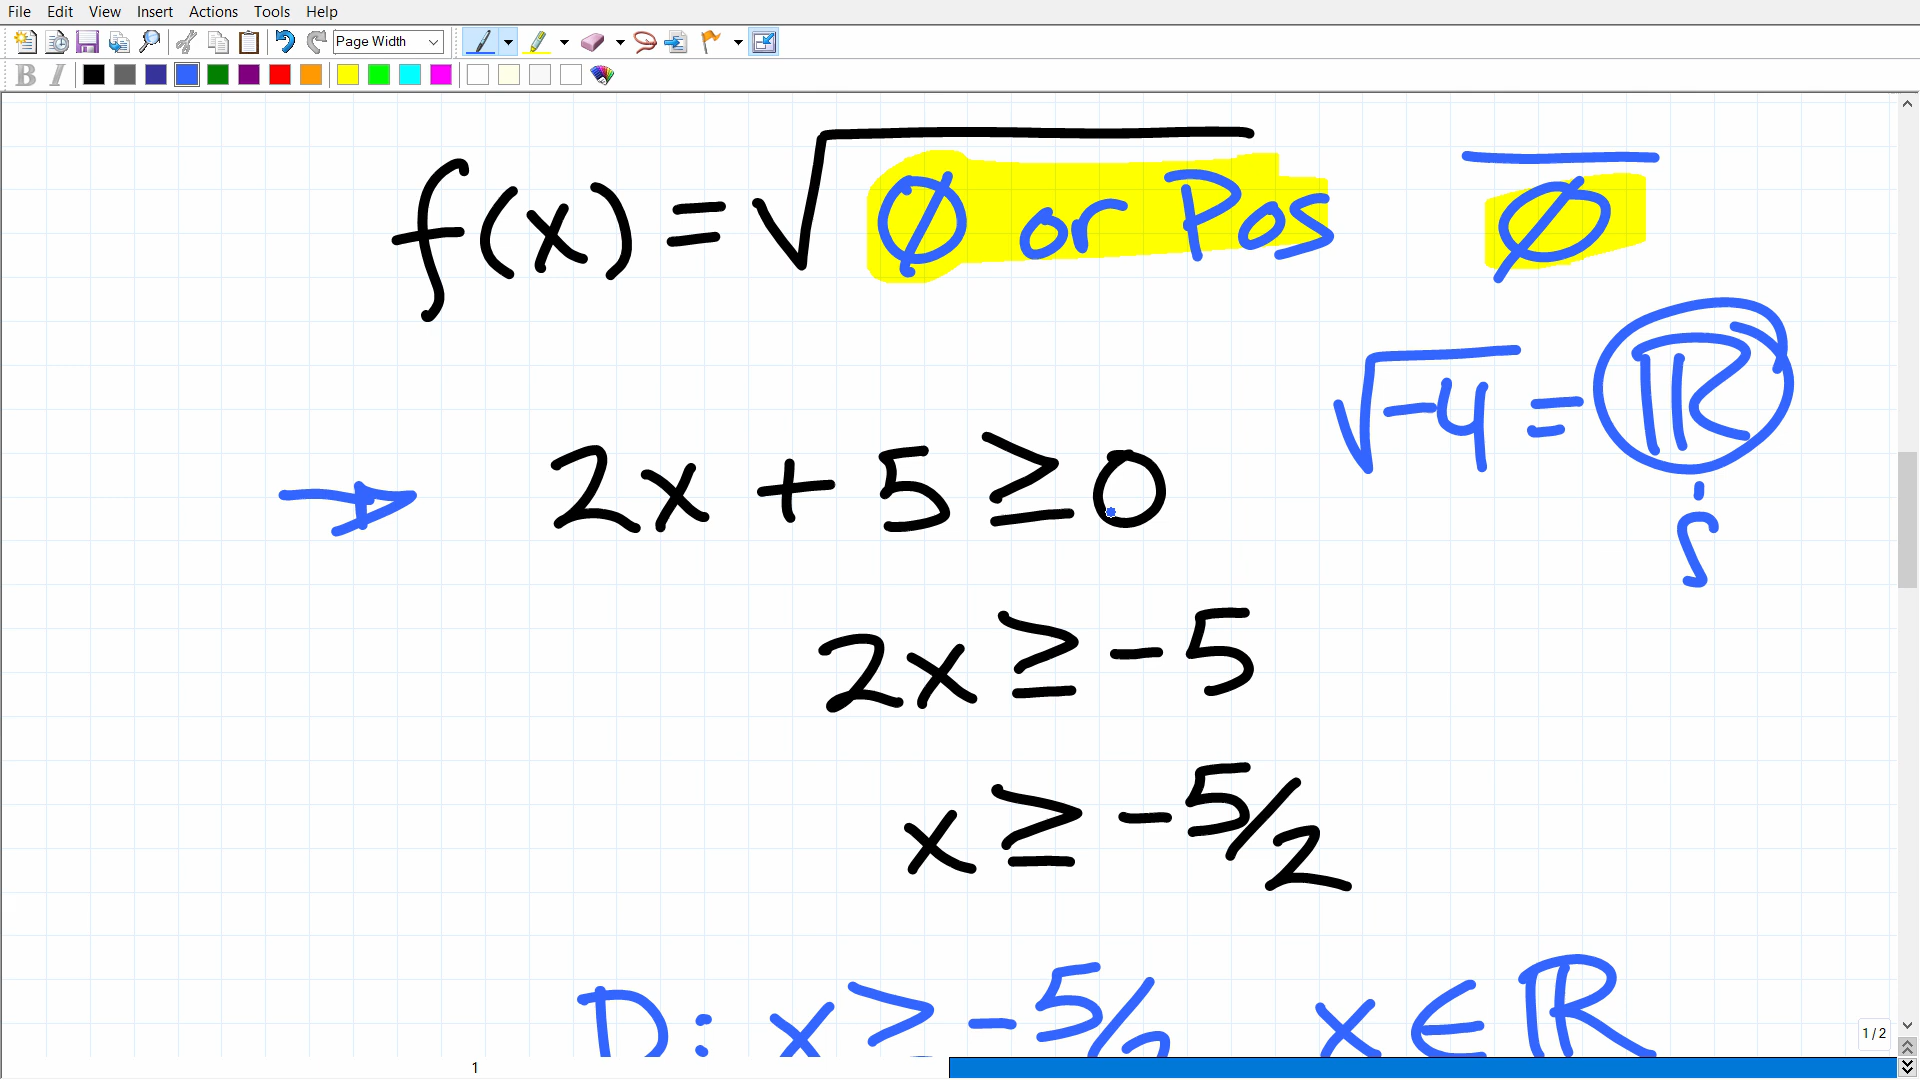 File Edit View Insert Actions Tools Help
Page Width
B I
f(x) = √ Ø or Pos
Ø
√-4 = ℝ
2x + 5 ≥ 0
2x ≥ -5
x ≥ -5/2
D: x ≥ -5/2 x ∈ ℝ
1 / 2
1